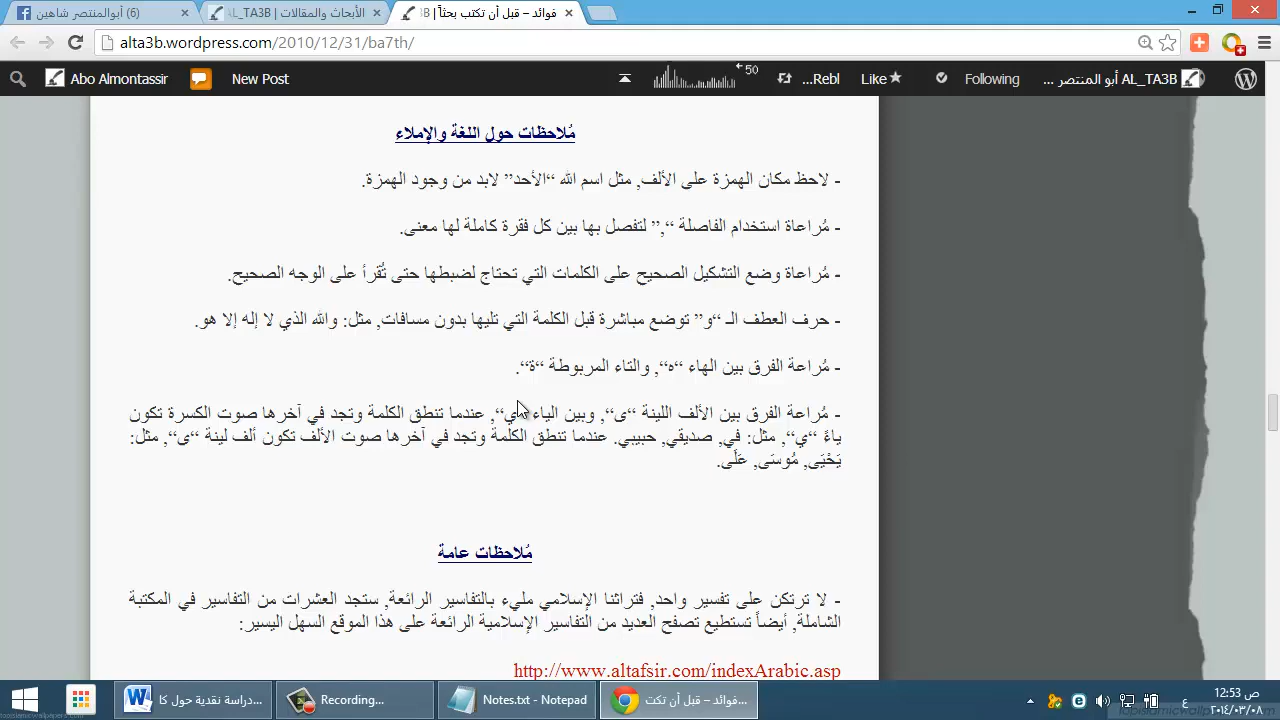 (6) أبوالمنتصر شاهين
الأبحاث والمقالات | AL_TA3B
فوائد – قبل أن تكتب بحثاً |
alta3b.wordpress.com/2010/12/31/ba7th/
Abo Almontassir
New Post
50
Rebl...
Like
Following
AL_TA3B أبو المنتصر ...
مُلاحظات حول اللغة والإملاء
- لاحظ مكان الهمزة على الألف, مثل اسم الله “الأحد” لابد من وجود الهمزة.
- مُراعاة استخدام الفاصلة “,” لتفصل بها بين كل فقرة كاملة لها معنى.
- مُراعاة وضع التشكيل الصحيح على الكلمات التي تحتاج لضبطها حتى تُقرأ على الوجه الصحيح.
- حرف العطف الـ “و” توضع مباشرة قبل الكلمة التي تليها بدون مسافات, مثل: والله الذي لا إله إلا هو.
- مُراعة الفرق بين الهاء “ه“, والتاء المربوطة “ة“.
- مُراعة الفرق بين الألف اللينة “ى“, وبين الياء “ي“, عندما تنطق الكلمة وتجد في آخرها صوت الكسرة تكون
ياءً “ي“, مثل: في, صديقي, حبيبي. عندما تنطق الكلمة وتجد في آخرها صوت الألف تكون ألف لينة “ى“, مثل:
يَحْيَى, مُوسَى, عَلَى.
مُلاحظات عامة
- لا ترتكن على تفسير واحد, فتراثنا الإسلامي مليء بالتفاسير الرائعة, ستجد العشرات من التفاسير في المكتبة
الشاملة, أيضاً تستطيع تصفح العديد من التفاسير الإسلامية الرائعة على هذا الموقع السهل اليسير:
http://www.altafsir.com/indexArabic.asp
دراسة نقدية حول كا...
Recording...
Notes.txt - Notepad
فوائد – قبل أن تكت...
ع
12:53 ص
٢٠١٤/٠٣/٠٨